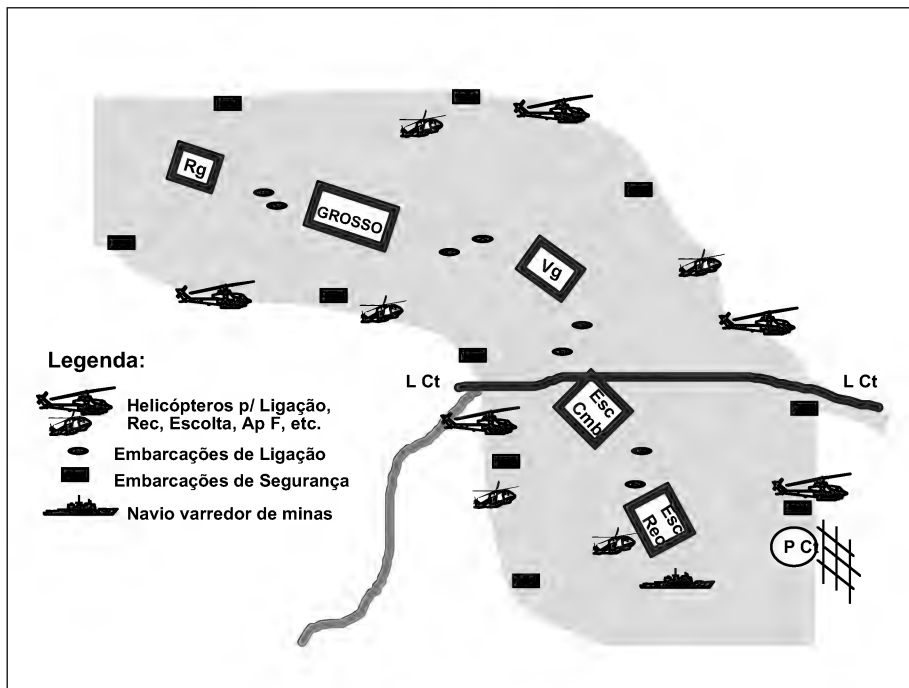 Rg
GROSSO
Vg
Legenda:
L Ct
L Ct
Helicópteros p/ Ligação,
Rec, Escolta, Ap F, etc.
Esc
Cmb
Embarcações de Ligação
Embarcações de Segurança
Navio varredor de minas
Esc
Rec
P Ct